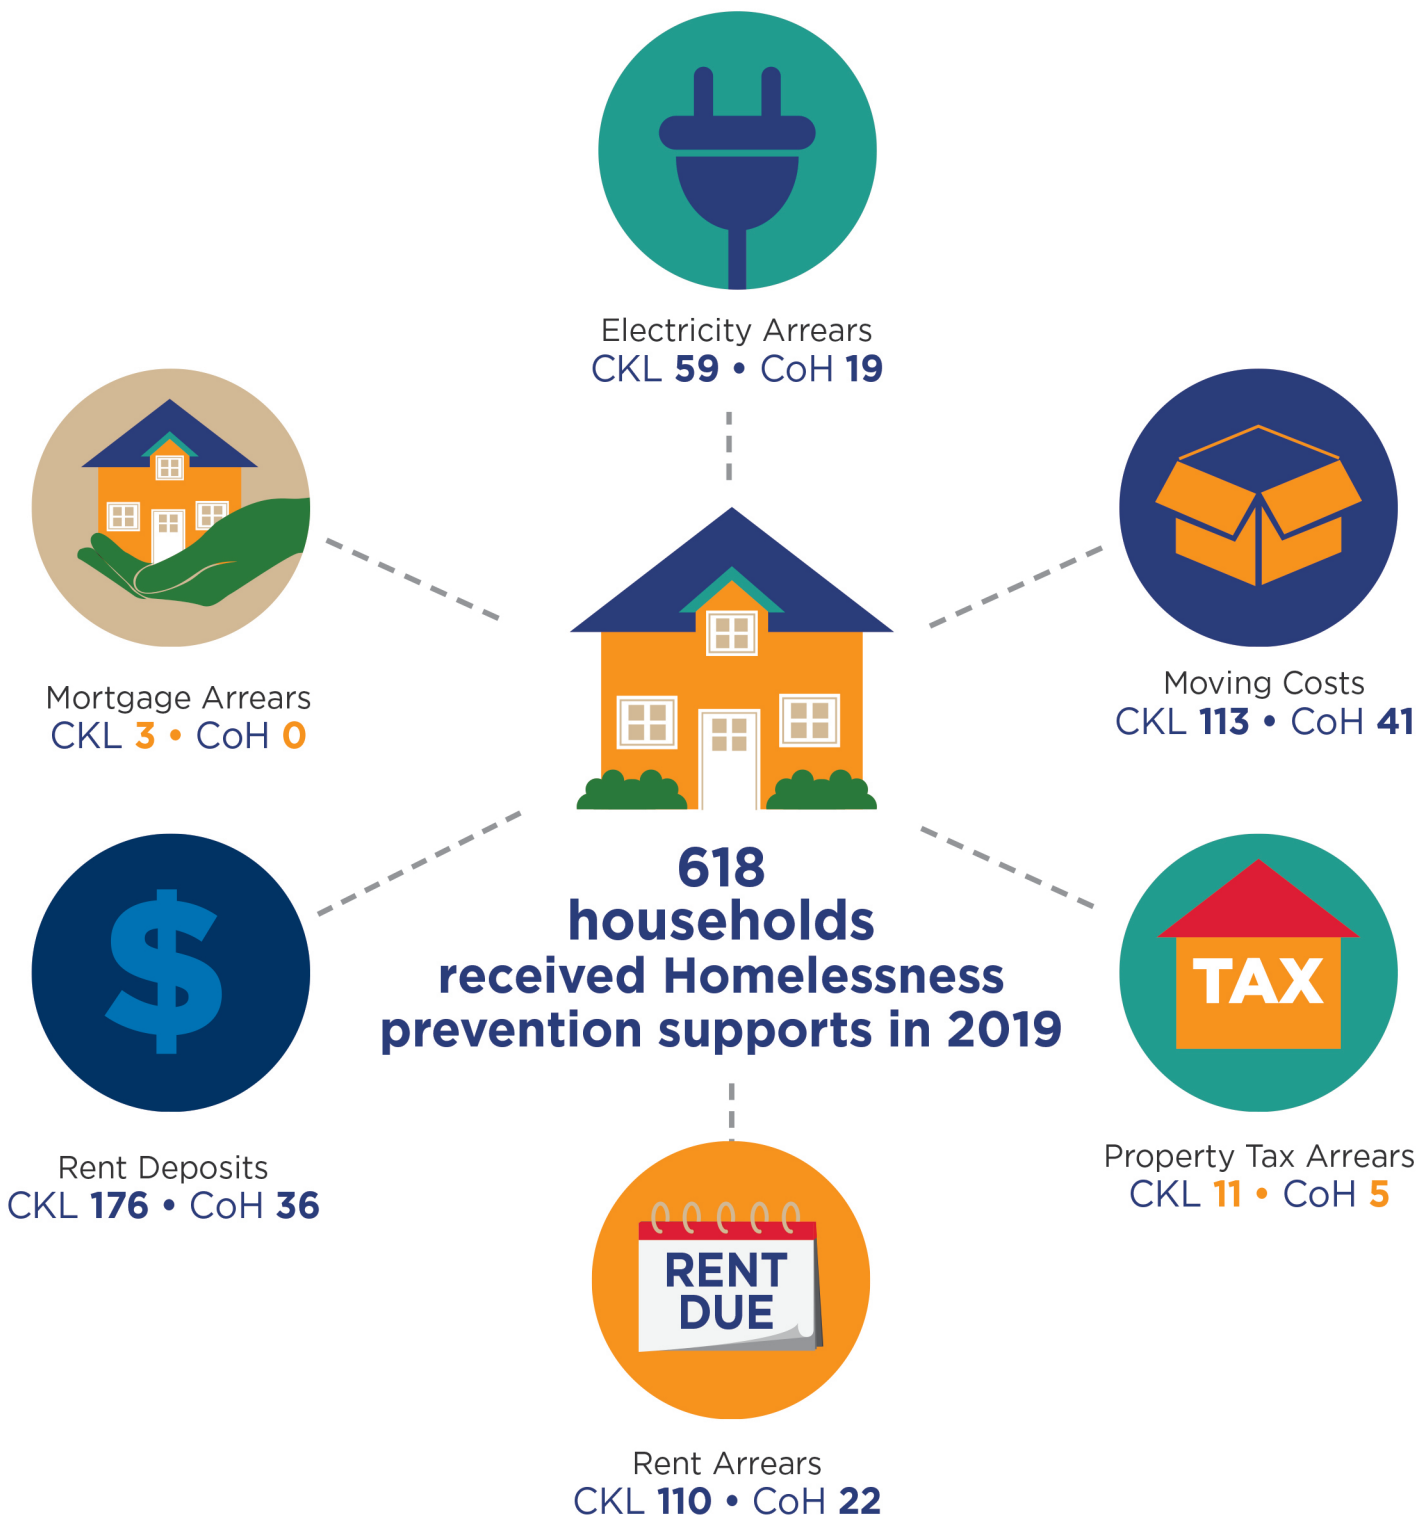 Electricity Arrears
CKL 59 • CoH 19
Mortgage Arrears
CKL 3 • CoH 0
Moving Costs
CKL 113 • CoH 41
618
households
received Homelessness
prevention supports in 2019
TAX
Rent Deposits
CKL 176 • CoH 36
Property Tax Arrears
CKL 11 • CoH 5
RENT
DUE
Rent Arrears
CKL 110 • CoH 22